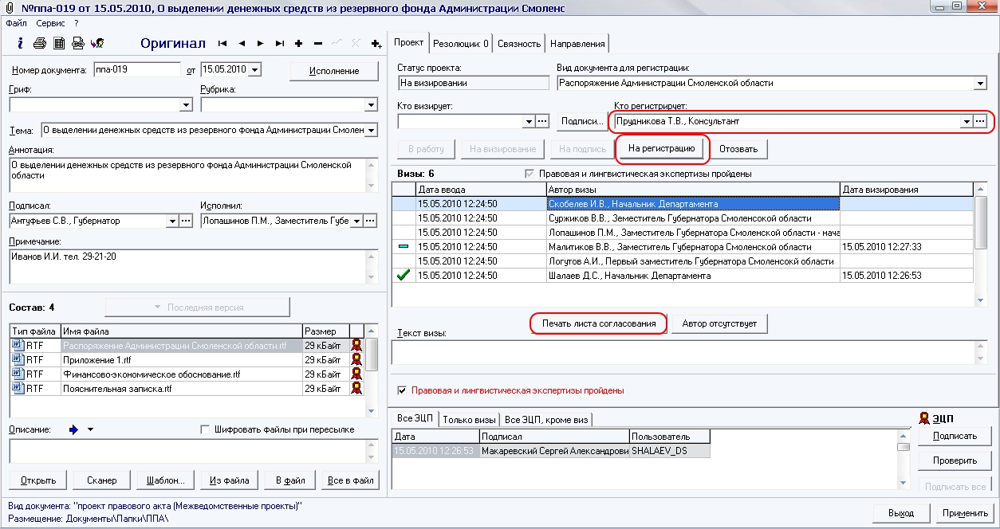 №ппа-019 от 15.05.2010, О выделении денежных средств из резервного фонда Администрации Смоленс
Файл Сервис ?
Оригинал
Номер документа: ппа-019 от 15.05.2010 Исполнение
Гриф: Рубрика:
Тема: О выделении денежных средств из резервного фонда Администрации Смолен
Аннотация:
О выделении денежных средств из резервного фонда Администрации Смоленской
области
Подписал: Исполнил:
Антуфьев С.В., Губернатор Лопашинов П.М., Заместитель Губе
Примечание:
Иванов И.И. тел. 29-21-20
Состав: 4 Последняя версия
Тип файла Имя файла Размер
RTF Распоряжение Администрации Смоленской области.rtf 29 кБайт
RTF Приложение 1.rtf 29 кБайт
RTF Финансово-экономическое обоснование.rtf 29 кБайт
RTF Пояснительная записка.rtf 29 кБайт
Описание: Шифровать файлы при пересылке
Открыть Сканер Шаблон... Из файла В файл Все в файл
Проект Резолюции: 0 Связность Направления
Статус проекта: Вид документа для регистрации:
На визировании Распоряжение Администрации Смоленской области
Кто визирует: Кто регистрирует:
Подписи... Прудникова Т.В., Консультант
В работу На визирование На подпись На регистрацию Отозвать
Визы: 6 Правовая и лингвистическая экспертизы пройдены
Дата ввода Автор визы Дата визирования
15.05.2010 12:24:50 Скобелев И.В., Начальник Департамента
15.05.2010 12:24:50 Суржиков В.В., Земеститель Губернатора Смоленсокой области
15.05.2010 12:24:50 Лопашинов П.М., Заместитель Губернатора Смоленской области - нача
15.05.2010 12:24:50 Малитиков В.В., Заместитель Губернатора Смоленской области 15.05.2010 12:27:33
15.05.2010 12:24:50 Логутов А.И., Первый заместитель Губернатора Смоленсокй области
15.05.2010 12:24:50 Шалаев Д.С., Начальник Департамента 15.05.2010 12:26:53
Печать листа согласования Автор отсутствует
Текст визы:
Правовая и лингвистическая экспертизы пройдены
Все ЭЦП Только визы Все ЭЦП, кроме виз
Дата Подписал Пользователь
15.05.2010 12:26:53 Макаревский Сергей Александрови SHALAEV_DS
ЭЦП
Подписать
Проверить
Подписать все
Вид документа: "проект правового акта (Межведомственные проекты)"
Размещение: Документы\Папки\ППА\
Выход Применить